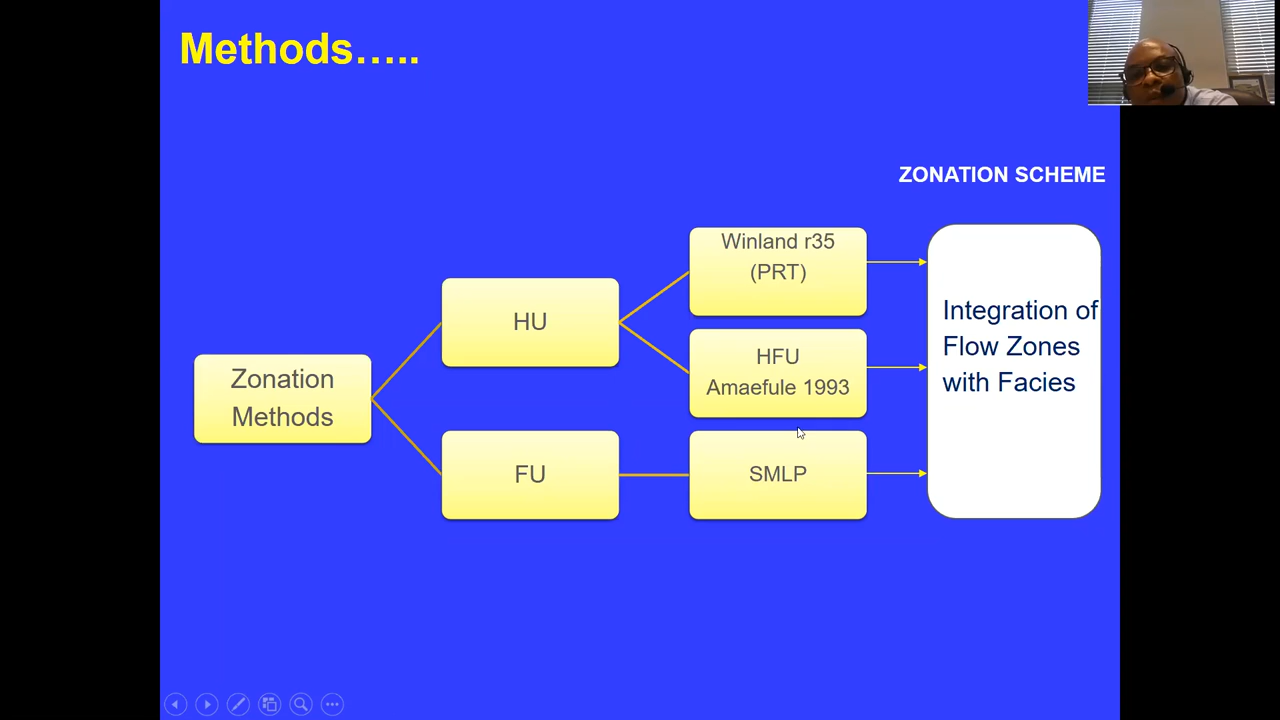 Methods…..
ZONATION SCHEME
Winland r35
(PRT)
HU
Integration of
Flow Zones
with Facies
HFU
Amaefule 1993
Zonation
Methods
FU
SMLP